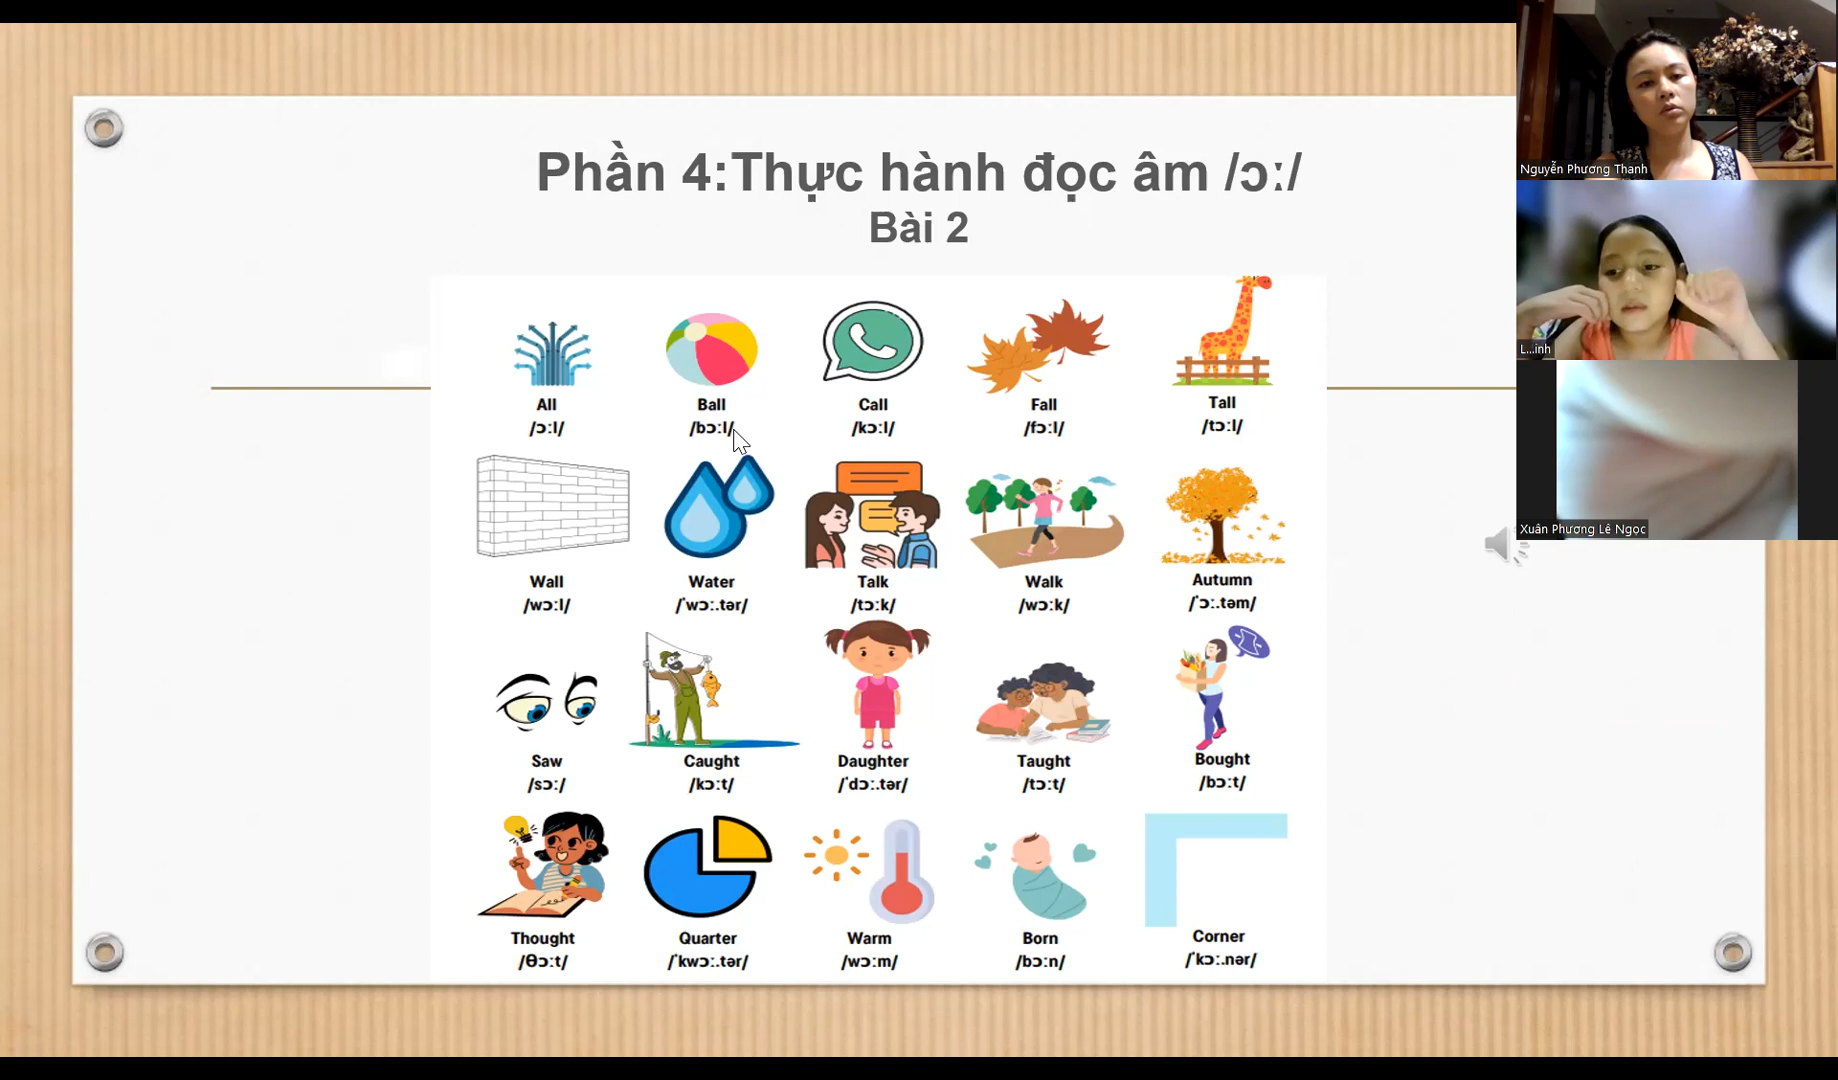 Phần 4:Thực hành đọc âm /ɔː/
Bài 2
All Ball Call Fall Tall
/ɔːl/ /bɔːl/ /kɔːl/ /fɔːl/ /tɔːl/
Wall Water Talk Walk Autumn
/wɔːl/ /ˈwɔː.tər/ /tɔːk/ /wɔːk/ /ˈɔː.təm/
Saw Caught Daughter Taught Bought
/sɔː/ /kɔːt/ /ˈdɔː.tər/ /tɔːt/ /bɔːt/
Thought Quarter Warm Born Corner
/θɔːt/ /ˈkwɔː.tər/ /wɔːm/ /bɔːn/ /ˈkɔː.nər/
Nguyễn Phương Thanh
L...inh
Xuân Phương Lê Ngọc